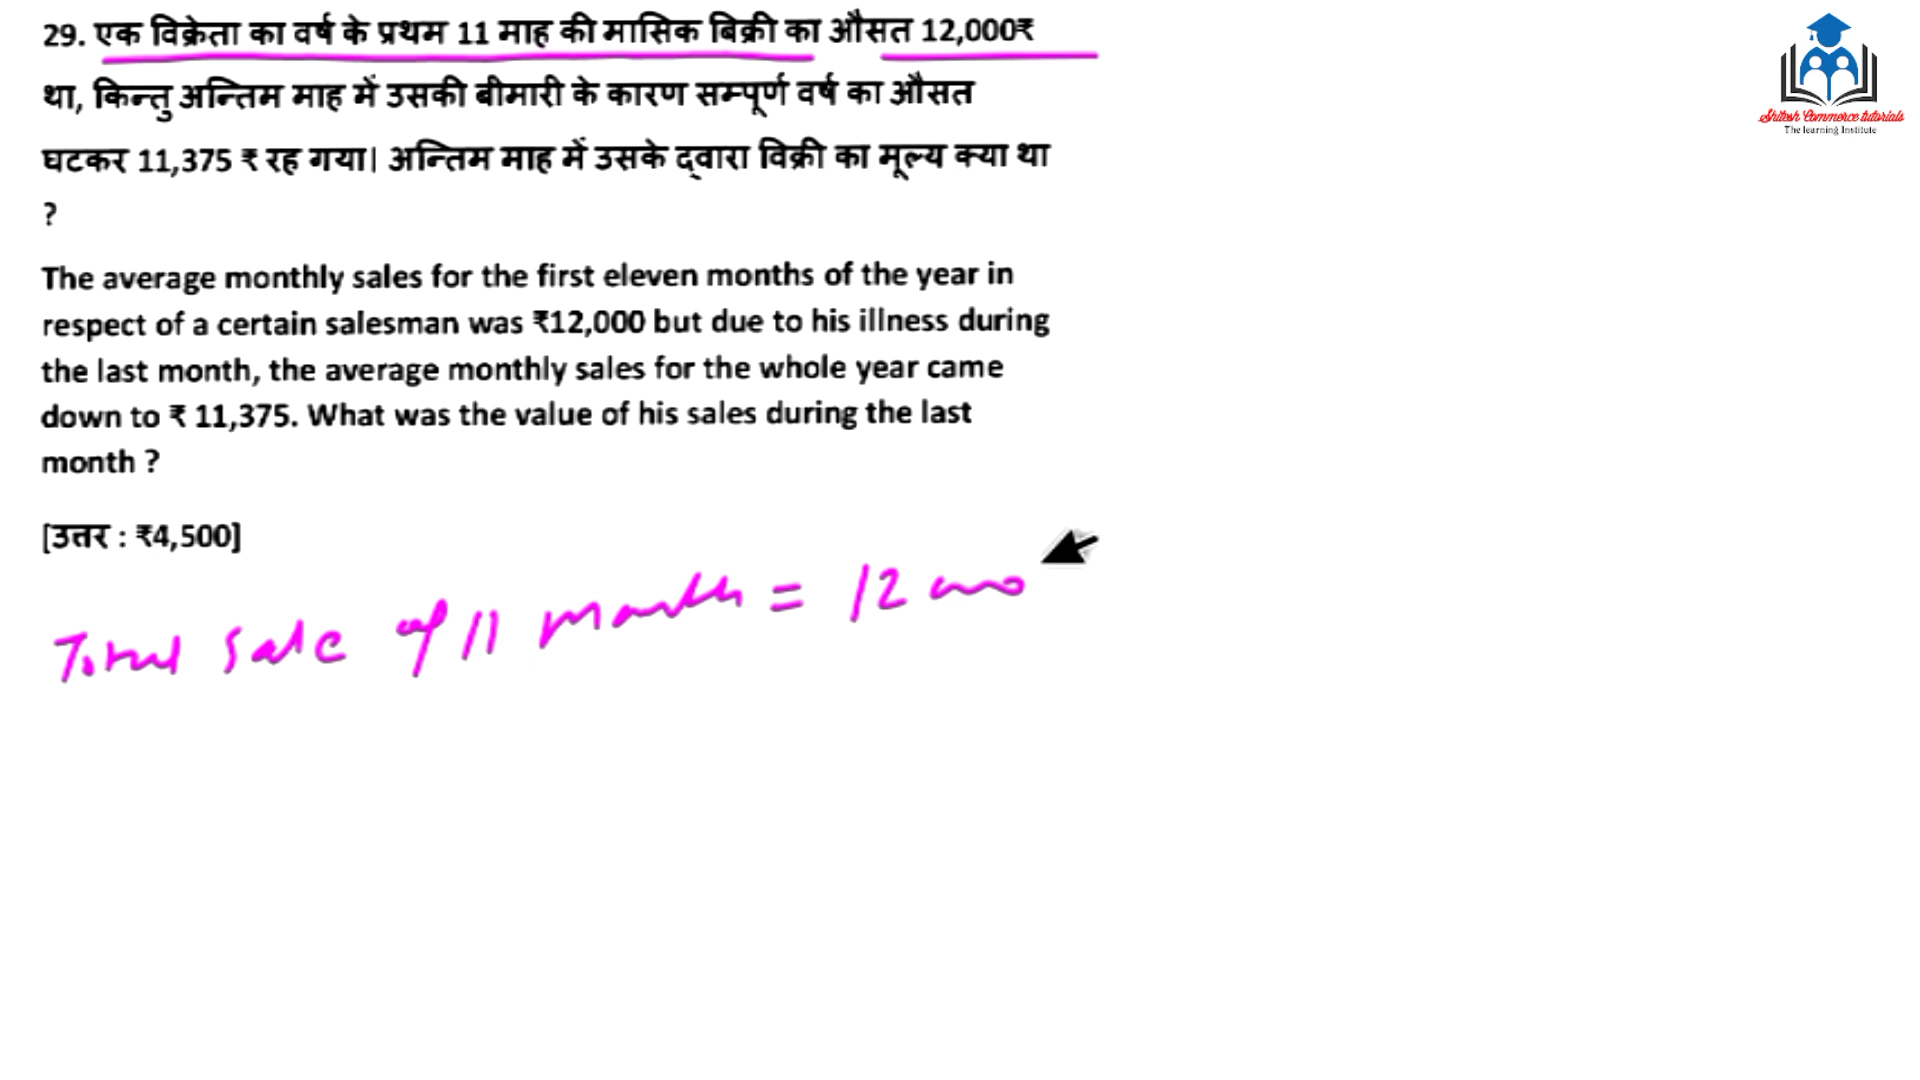 29. एक विक्रेता का वर्ष के प्रथम 11 माह की मासिक बिक्री का औसत 12,000₹
था, किन्तु अन्तिम माह में उसकी बीमारी के कारण सम्पूर्ण वर्ष का औसत
घटकर 11,375 ₹ रह गया। अन्तिम माह में उसके द्वारा विक्री का मूल्य क्या था
?
The average monthly sales for the first eleven months of the year in
respect of a certain salesman was ₹12,000 but due to his illness during
the last month, the average monthly sales for the whole year came
down to ₹ 11,375. What was the value of his sales during the last
month ?
[उत्तर : ₹4,500]
Total Sale of 11 month = 12000
Shitesh Commerce tutorials
The learning Institute